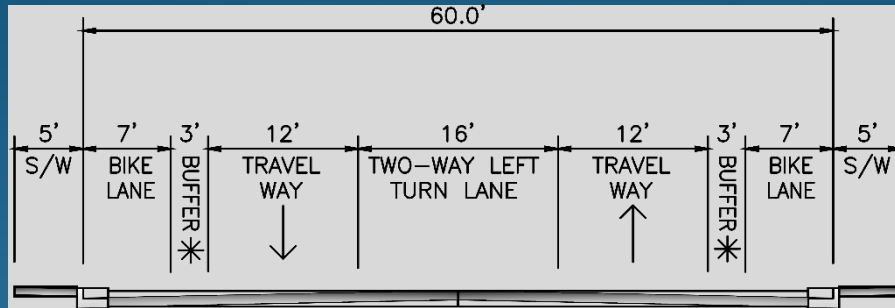 60.0'
5' 7' 3' 12' 16' 12' 3' 7' 5'
S/W BIKE LANE BUFFER* TRAVEL WAY TWO-WAY LEFT TURN LANE TRAVEL WAY BUFFER* BIKE LANE S/W